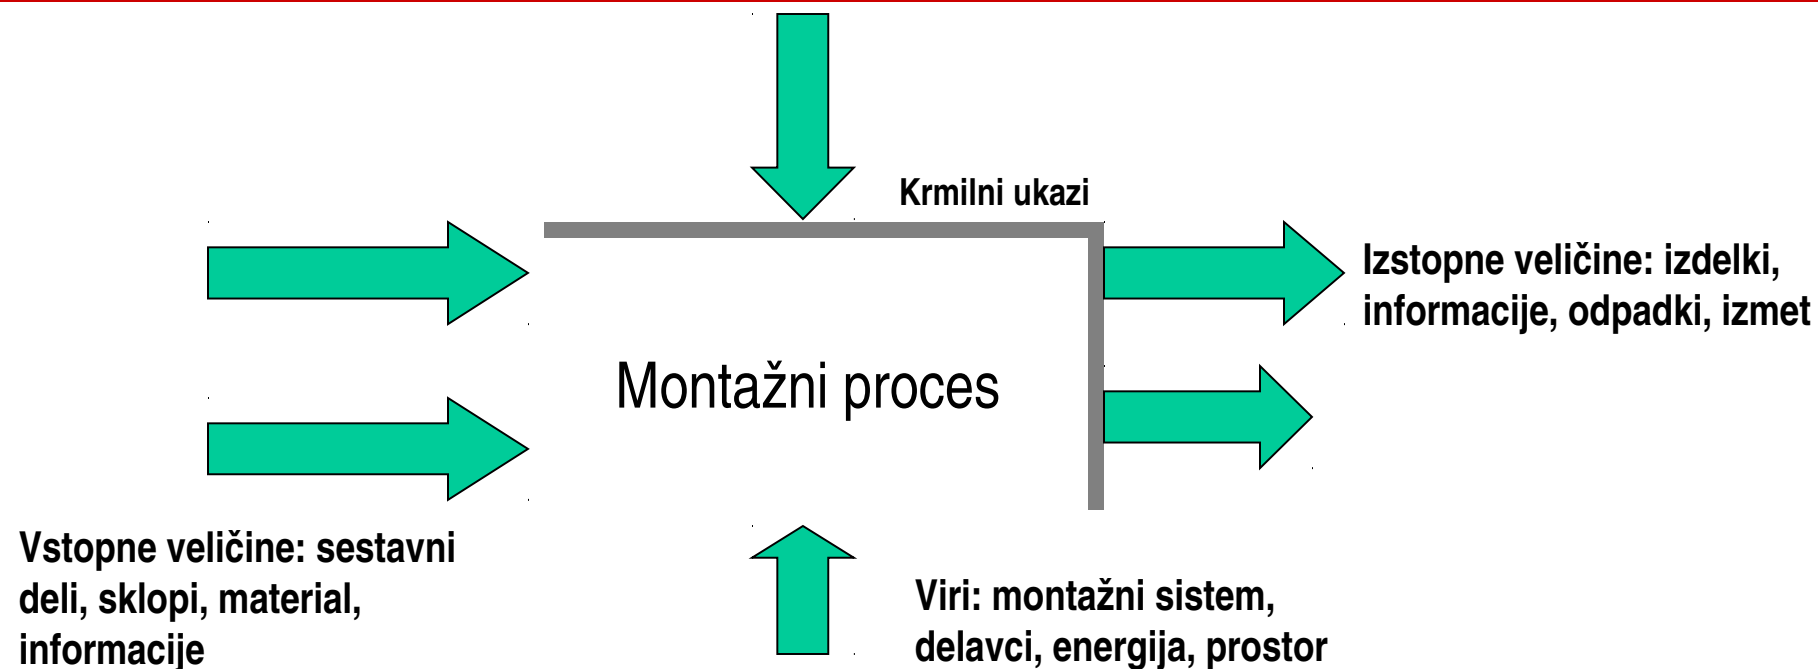 Krmilni ukazi
Izstopne veličine: izdelki,
informacije, odpadki, izmet
Montažni proces
Vstopne veličine: sestavni
deli, sklopi, material,
informacije
Viri: montažni sistem,
delavci, energija, prostor